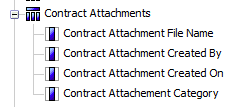 Contract Attachments
Contract Attachment File Name
Contract Attachment Created By
Contract Attachment Created On
Contract Attachement Category